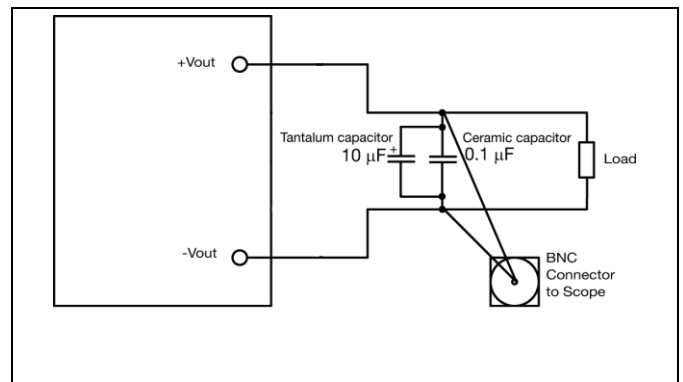 +Vout
Tantalum capacitor
10 µF
+
Ceramic capacitor
0.1 µF
Load
-Vout
BNC
Connector
to Scope